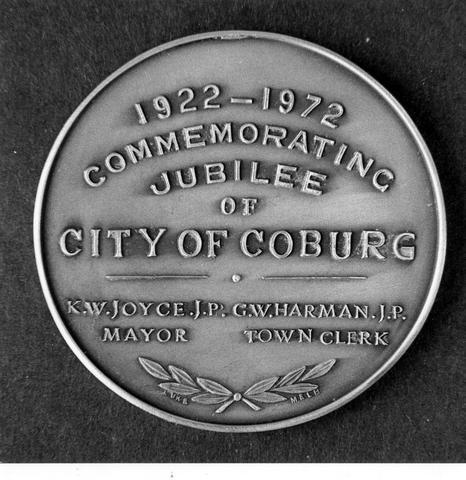 1922-1972
COMMEMORATING
JUBILEE
OF
CITY OF COBURG
K.W.JOYCE.J.P. G.W.HARMAN.J.P.
MAYOR TOWN CLERK